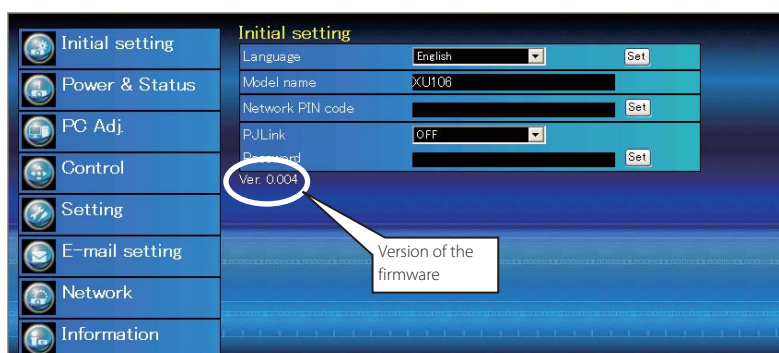 Initial setting
Power & Status
PC Adj.
Control
Setting
E-mail setting
Network
Information
Initial setting
Language English Set
Model name XU106
Network PIN code Set
PJLink OFF
Password Set
Ver. 0.004
Version of the
firmware